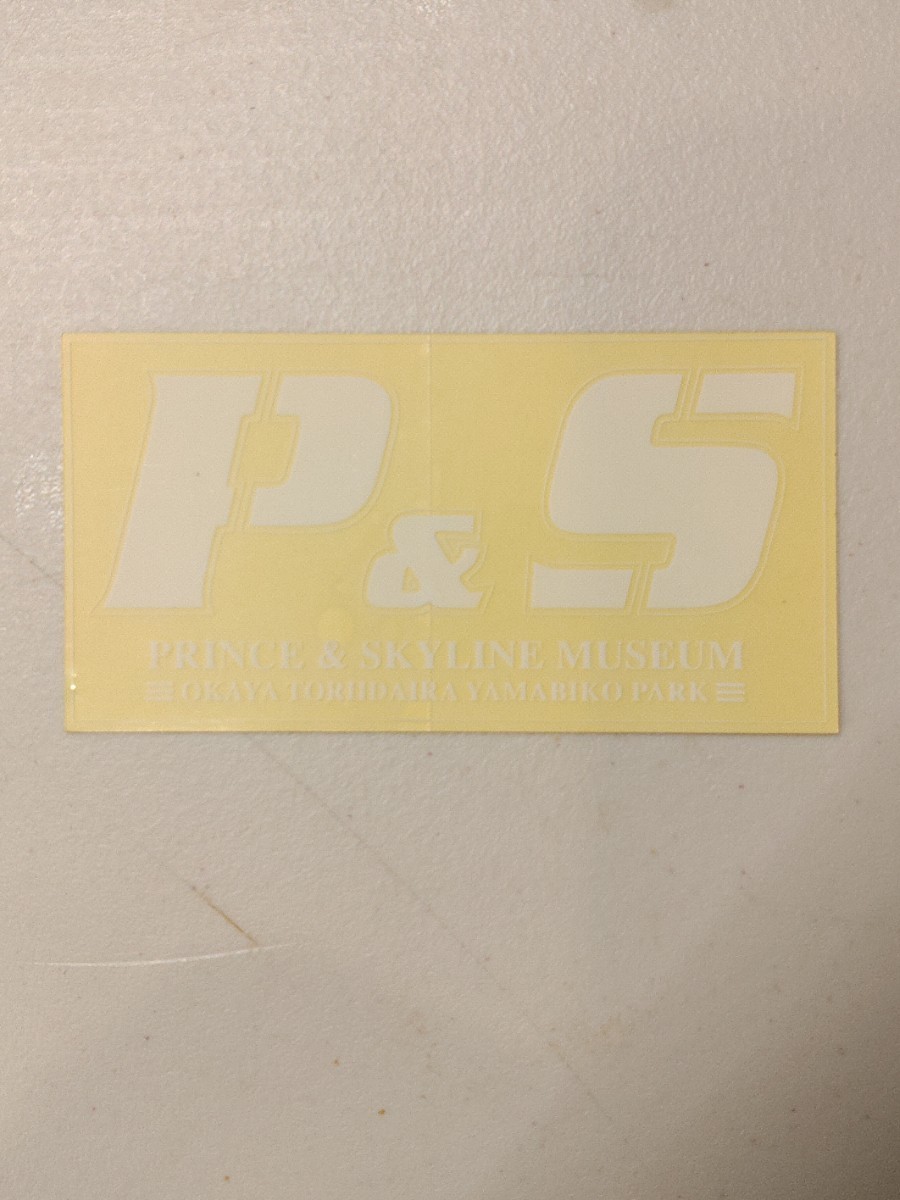 P&S
PRINCE & SKYLINE MUSEUM
OKAYA TORIIDAIRA YAMABIKO PARK